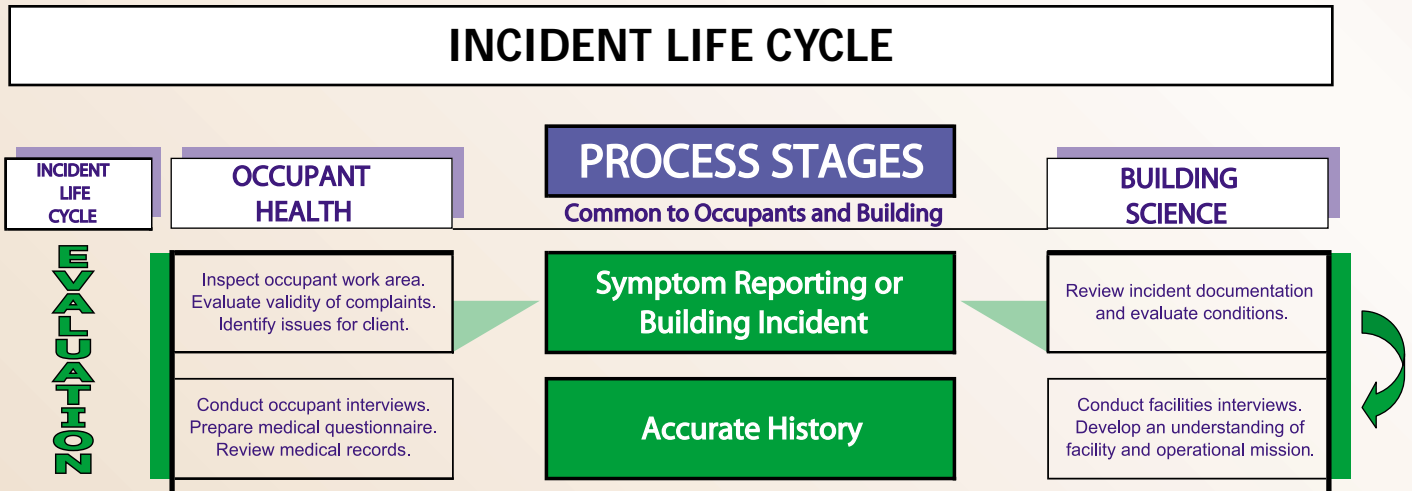 INCIDENT LIFE CYCLE
INCIDENT
LIFE
CYCLE
OCCUPANT
HEALTH
PROCESS STAGES
Common to Occupants and Building
BUILDING
SCIENCE
EVALUATION
Inspect occupant work area.
Evaluate validity of complaints.
Identify issues for client.
Symptom Reporting or
Building Incident
Review incident documentation
and evaluate conditions.
Conduct occupant interviews.
Prepare medical questionnaire.
Review medical records.
Accurate History
Conduct facilities interviews.
Develop an understanding of
facility and operational mission.